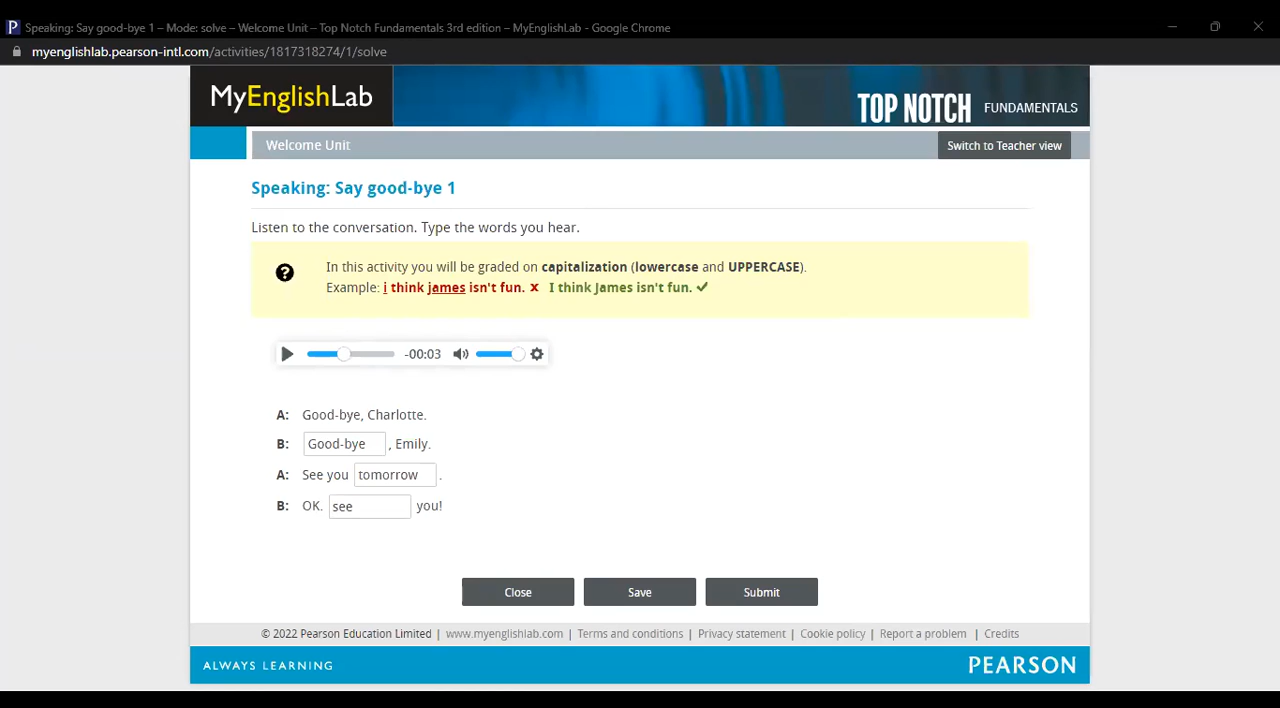 Speaking: Say good-bye 1 – Mode: solve – Welcome Unit – Top Notch Fundamentals 3rd edition – MyEnglishLab - Google Chrome
myenglishlab.pearson-intl.com/activities/1817318274/1/solve
MyEnglishLab
TOP NOTCH FUNDAMENTALS
Welcome Unit
Switch to Teacher view
Speaking: Say good-bye 1
Listen to the conversation. Type the words you hear.
In this activity you will be graded on capitalization (lowercase and UPPERCASE).
Example: i think james isn't fun. x I think James isn't fun. ✓
-00:03
A: Good-bye, Charlotte.
B: Good-bye , Emily.
A: See you tomorrow .
B: OK. see you!
Close Save Submit
© 2022 Pearson Education Limited | www.myenglishlab.com | Terms and conditions | Privacy statement | Cookie policy | Report a problem | Credits
ALWAYS LEARNING
PEARSON